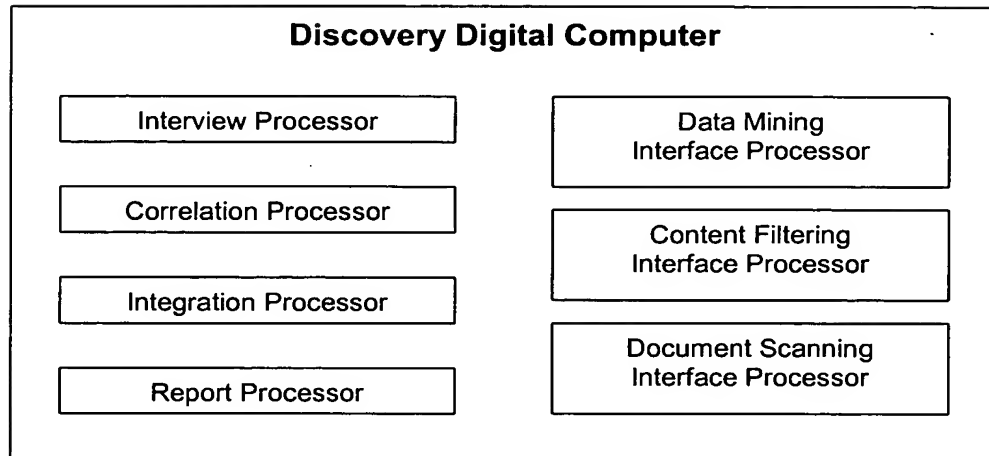 Discovery Digital Computer
Interview Processor
Correlation Processor
Integration Processor
Report Processor
Data Mining
Interface Processor
Content Filtering
Interface Processor
Document Scanning
Interface Processor